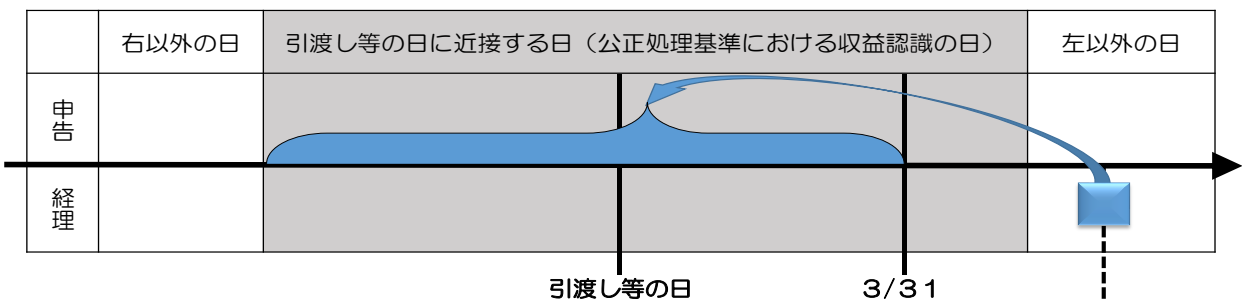 右以外の日
引渡し等の日に近接する日（公正処理基準における収益認識の日）
左以外の日
申告
経理
引渡し等の日
３/３１